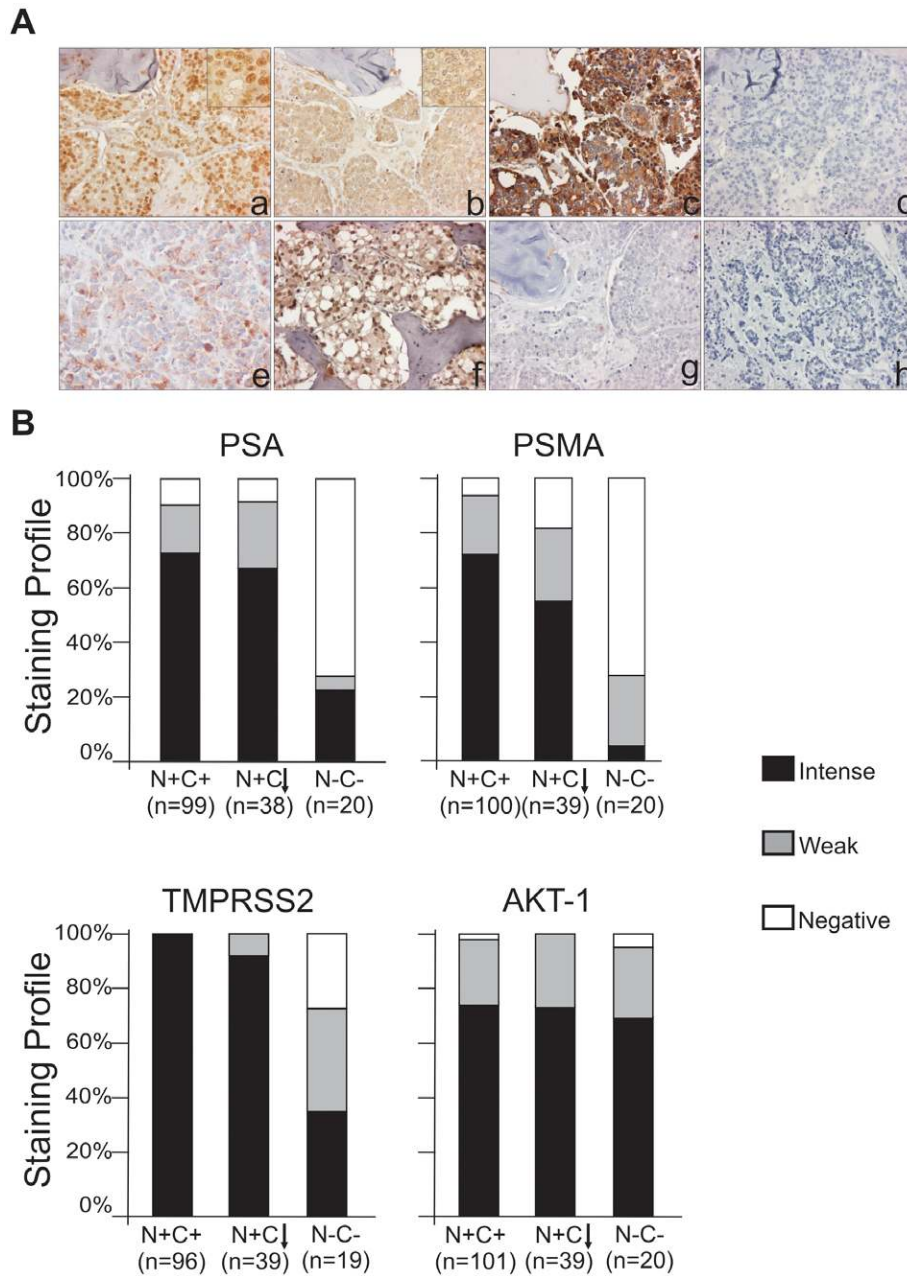 A
a b c d
e f g h
B
PSA
Staining Profile
100%
80%
60%
40%
20%
0%
N+C+ N+C↓ N-C-
(n=99) (n=38) (n=20)
PSMA
N+C+ N+C↓ N-C-
(n=100) (n=39) (n=20)
Intense
Weak
Negative
TMPRSS2
Staining Profile
100%
80%
60%
40%
20%
0%
N+C+ N+C↓ N-C-
(n=96) (n=39) (n=19)
AKT-1
N+C+ N+C↓ N-C-
(n=101) (n=39) (n=20)